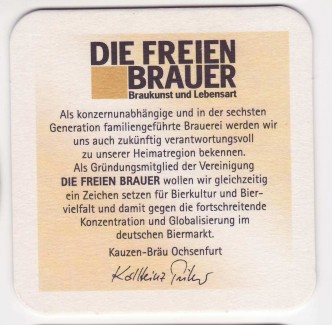 DIE FREIEN
BRAUER
Braukunst und Lebensart
Als konzernunabhängige und in der sechsten
Generation familiengeführte Brauerei werden wir
uns auch zukünftig verantwortungsvoll
zu unserer Heimatregion bekennen.
Als Gründungsmitglied der Vereinigung
DIE FREIEN BRAUER wollen wir gleichzeitig
ein Zeichen setzen für Bierkultur und Bier-
vielfalt und damit gegen die fortschreitende
Konzentration und Globalisierung im
deutschen Biermarkt.
Kauzen-Bräu Ochsenfurt